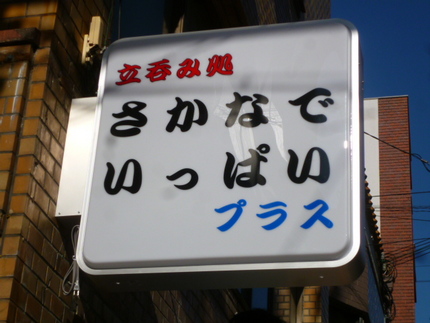 立呑み処
さかなで
いっぱい
プラス